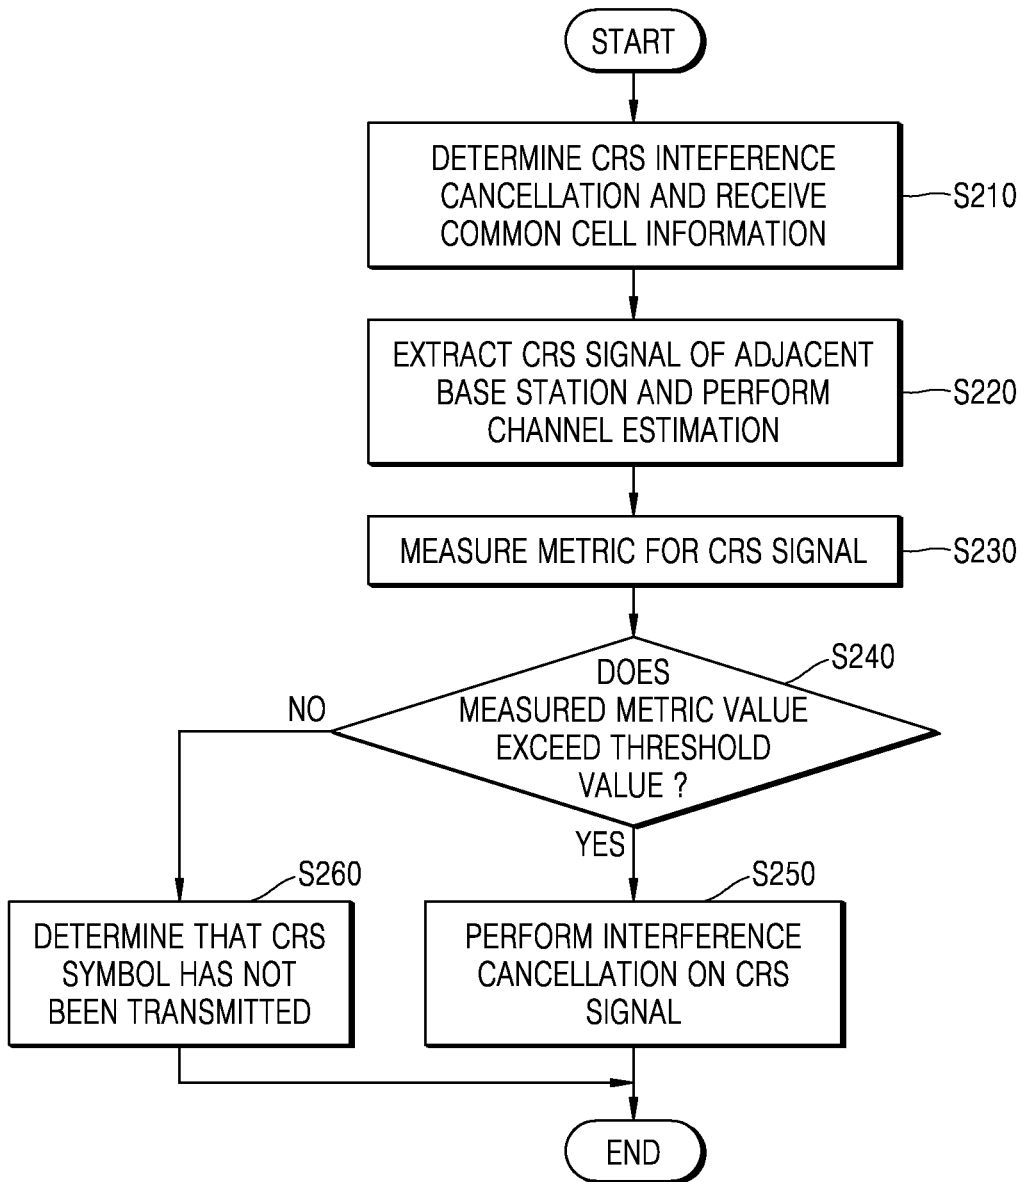 START
DETERMINE CRS INTEFERENCE
CANCELLATION AND RECEIVE
COMMON CELL INFORMATION
S210
EXTRACT CRS SIGNAL OF ADJACENT
BASE STATION AND PERFORM
CHANNEL ESTIMATION
S220
MEASURE METRIC FOR CRS SIGNAL
S230
DOES
MEASURED METRIC VALUE
EXCEED THRESHOLD
VALUE ?
S240
NO
YES
S260
DETERMINE THAT CRS
SYMBOL HAS NOT
BEEN TRANSMITTED
S250
PERFORM INTERFERENCE
CANCELLATION ON CRS
SIGNAL
END